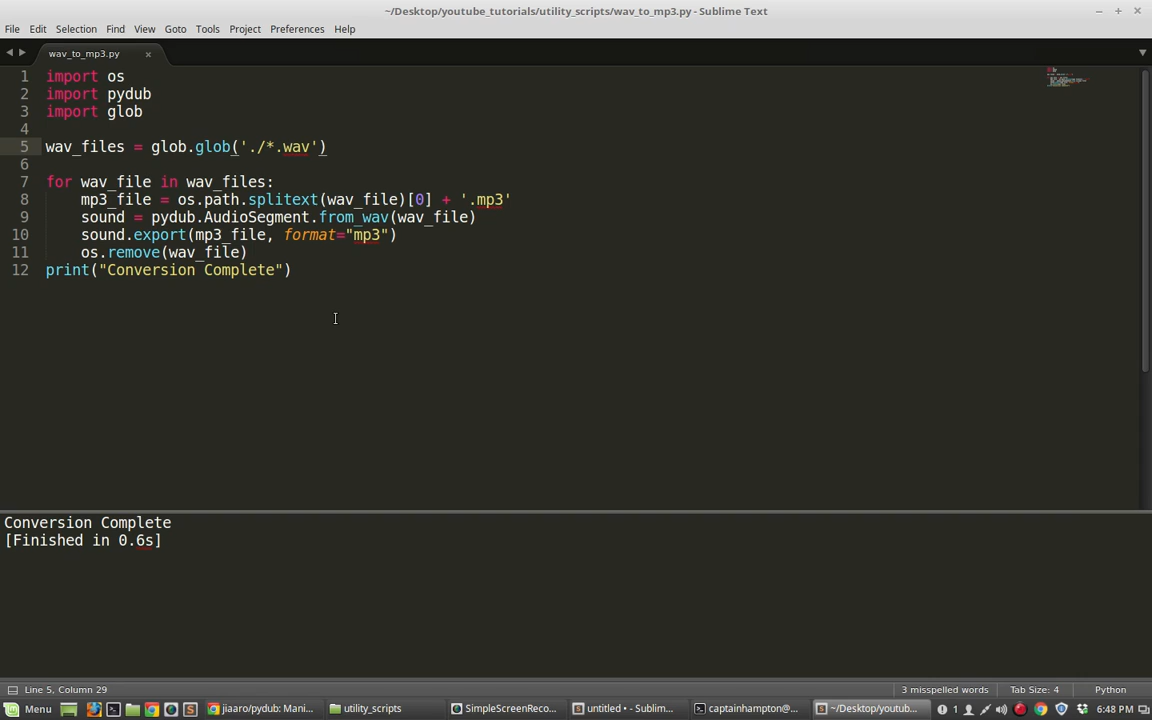 ~/Desktop/youtube_tutorials/utility_scripts/wav_to_mp3.py - Sublime Text
File Edit Selection Find View Goto Tools Project Preferences Help
wav_to_mp3.py
1 import os
2 import pydub
3 import glob
4
5 wav_files = glob.glob('./*.wav')
6
7 for wav_file in wav_files:
8     mp3_file = os.path.splitext(wav_file)[0] + '.mp3'
9     sound = pydub.AudioSegment.from_wav(wav_file)
10     sound.export(mp3_file, format="mp3")
11     os.remove(wav_file)
12 print("Conversion Complete")
Conversion Complete
[Finished in 0.6s]
Line 5, Column 29 3 misspelled words Tab Size: 4 Python
Menu jiaaro/pydub: Mani... utility_scripts SimpleScreenReco... untitled • - Sublim... captainhampton@... ~/Desktop/youtub... 1 6:48 PM